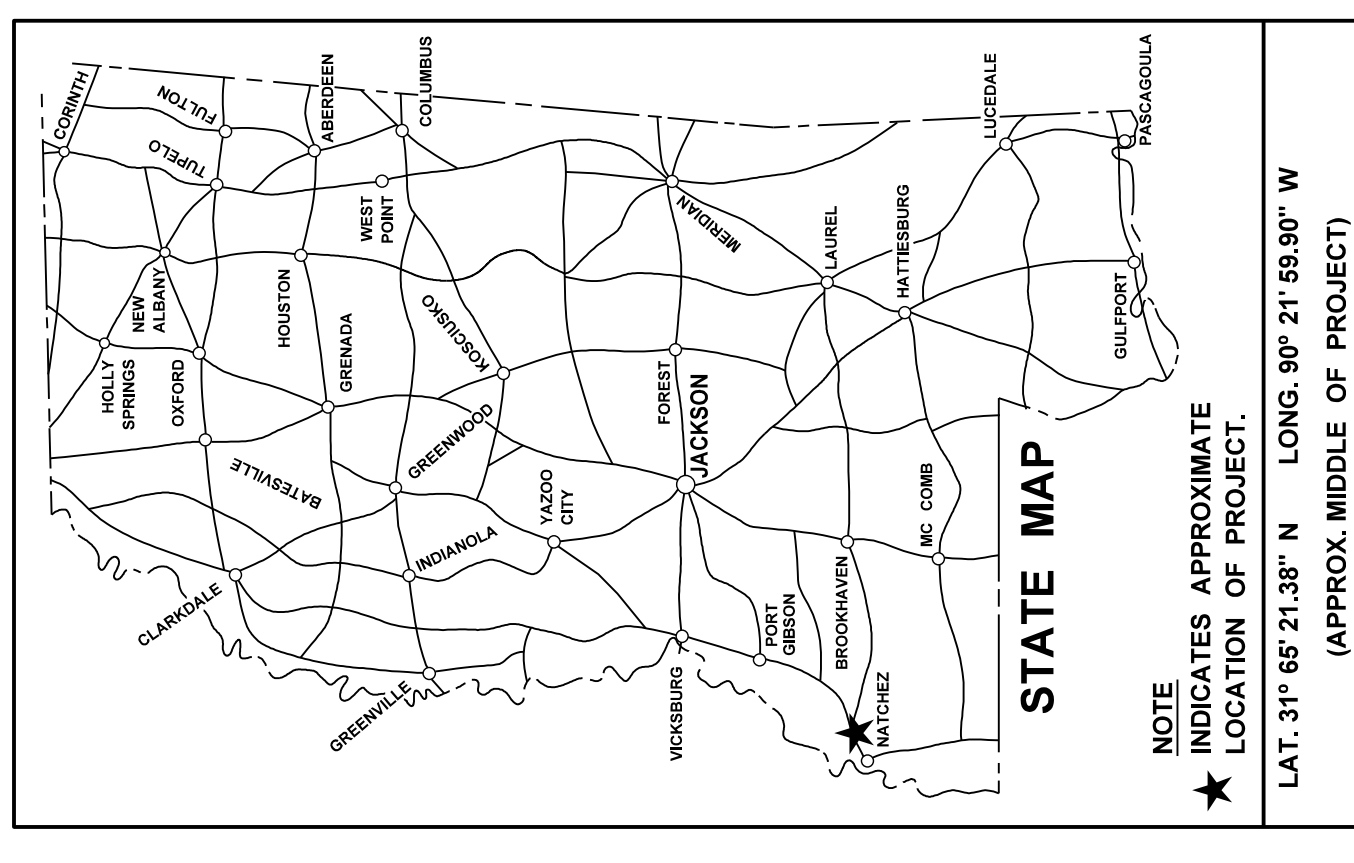 CORINTH
FULTON
TUPELO
ABERDEEN
COLUMBUS
WEST
POINT
NEW
ALBANY
HOLLY
SPRINGS
OXFORD
HOUSTON
GRENADA
KOSCIUSKO
BATESVILLE
GREENWOOD
CLARKDALE
INDIANOLA
YAZOO
CITY
GREENVILLE
VICKSBURG
JACKSON
FOREST
MERIDIAN
LAUREL
HATTIESBURG
LUCEDALE
PASCAGOULA
GULFPORT
PORT
GIBSON
BROOKHAVEN
MC COMB
NATCHEZ
STATE MAP
NOTE
INDICATES APPROXIMATE
LOCATION OF PROJECT.
LAT. 31° 65' 21.38" N LONG. 90° 21' 59.90" W
(APPROX. MIDDLE OF PROJECT)